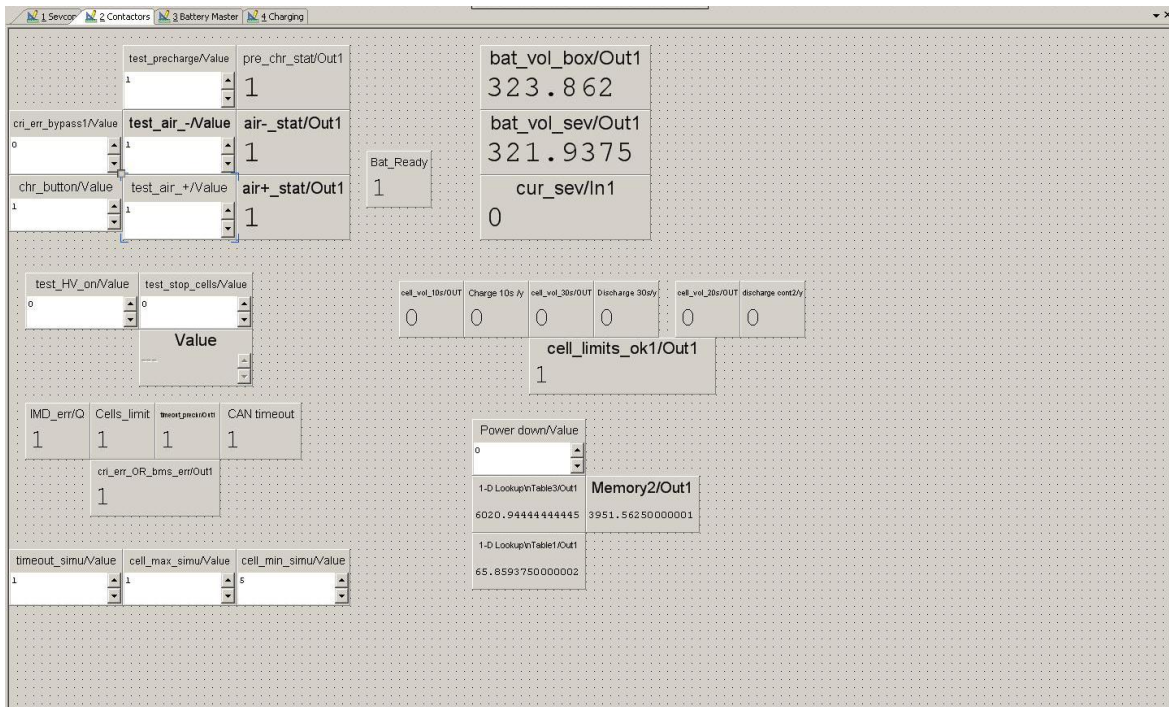 1 Sevcon 2 Contactors 3 Battery Master 4 Charging
test_precharge/Value pre_chr_stat/Out1
1 1
bat_vol_box/Out1
323.862
cri_err_bypass1/Value test_air_-/Value air-_stat/Out1
0 1 1
bat_vol_sev/Out1
321.9375
Bat_Ready
1
chr_button/Value test_air_+/Value air+_stat/Out1
1 1 1
cur_sev/In1
0
test_HV_on/Value test_stop_cells/Value
0 0
Value
---
cell_vol_10s/OUT Charge 10s /y cell_vol_30s/OUT Discharge 30s/y cell_vol_20s/OUT discharge cont2/y
0 0 0 0 0 0
cell_limits_ok1/Out1
1
IMD_err/Q Cells_limit CAN timeout
1 1 1 1
cri_err_OR_bms_err/Out1
1
Power down/Value
0
1-D Lookup\nTable3/Out1 Memory2/Out1
6020.94444444445 3951.56250000001
1-D Lookup\nTable1/Out1
65.8593750000002
timeout_simu/Value cell_max_simu/Value cell_min_simu/Value
1 1 5